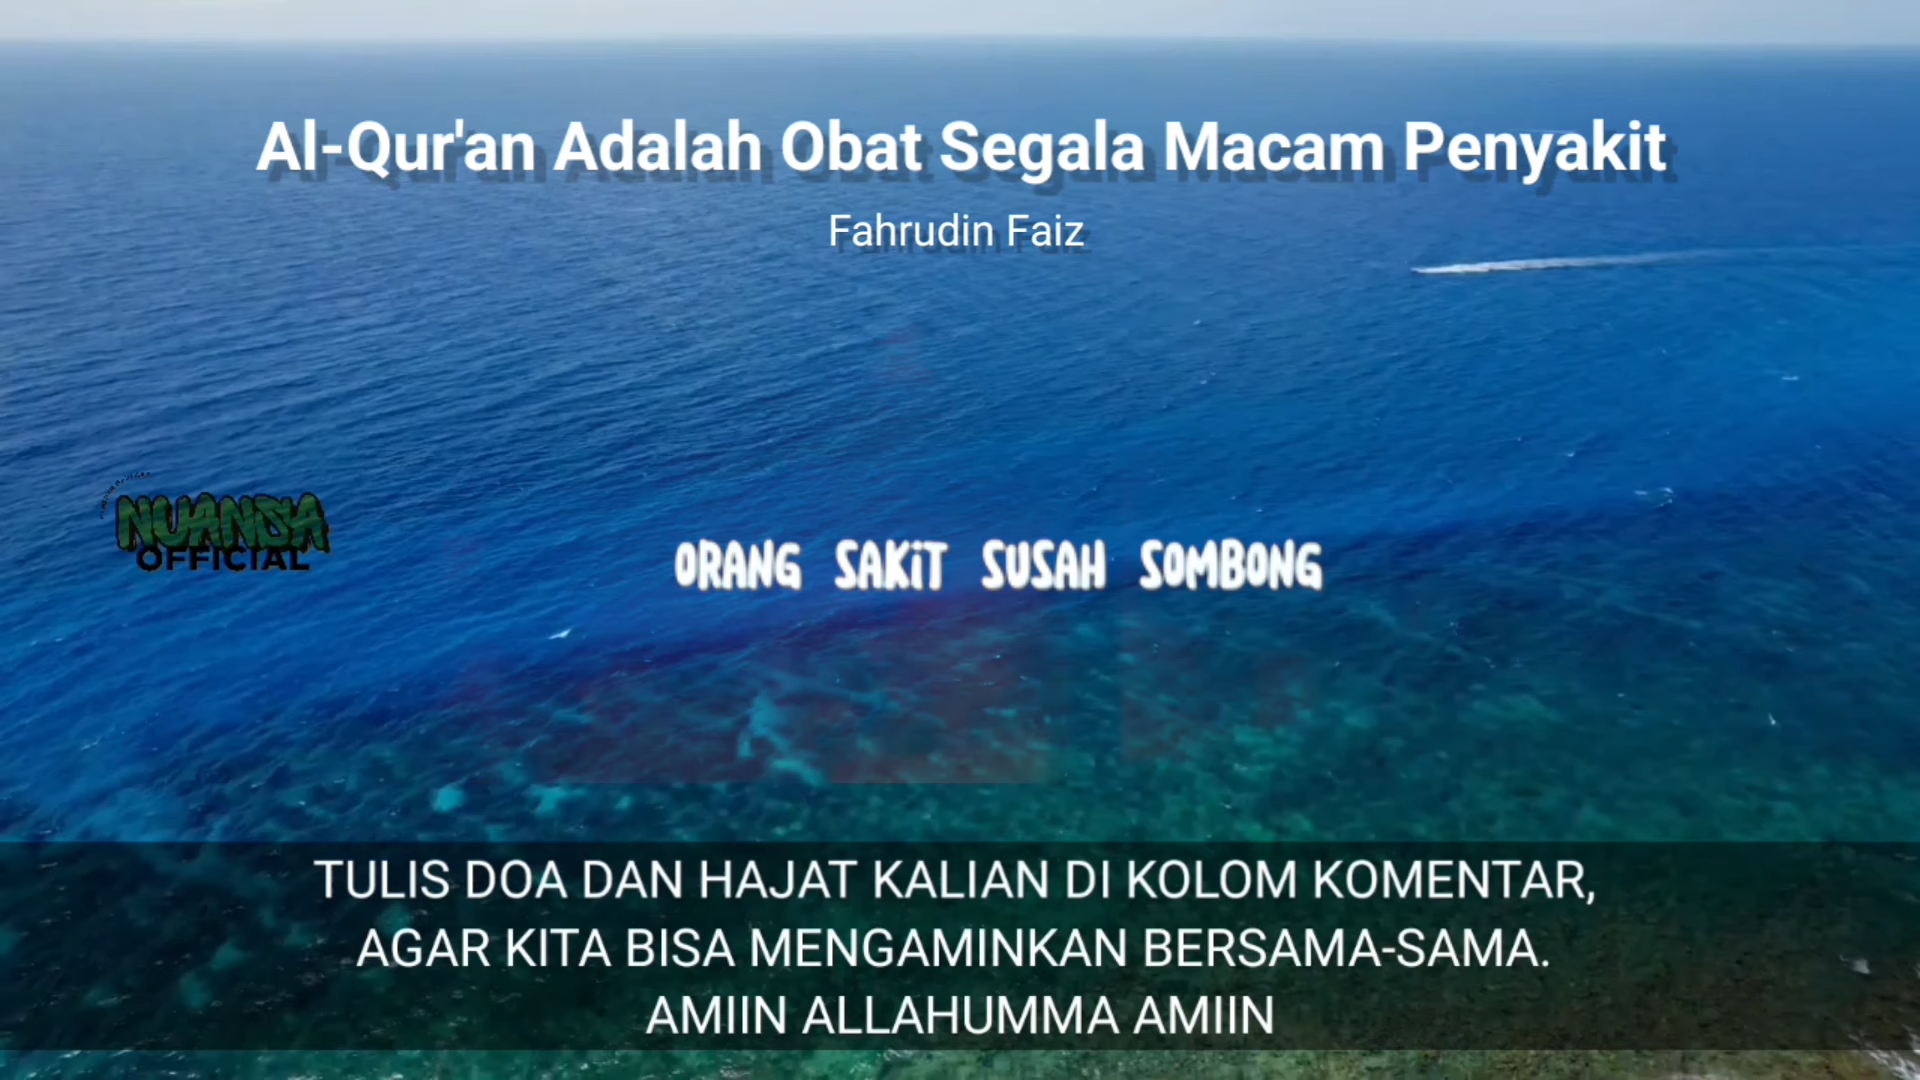 Al-Qur'an Adalah Obat Segala Macam Penyakit
Fahrudin Faiz
NUANSA
OFFICIAL
ORANG SAKiT SUSAH SOMBONG
TULIS DOA DAN HAJAT KALIAN DI KOLOM KOMENTAR,
AGAR KITA BISA MENGAMINKAN BERSAMA-SAMA.
AMIIN ALLAHUMMA AMIIN